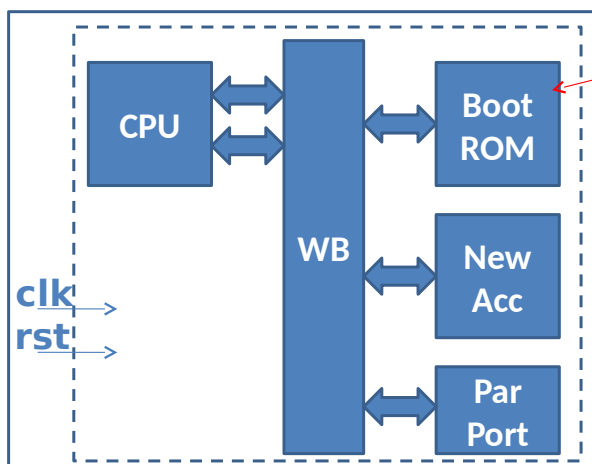 CPU
WB
Boot
ROM
New
Acc
clk
rst
Par
Port